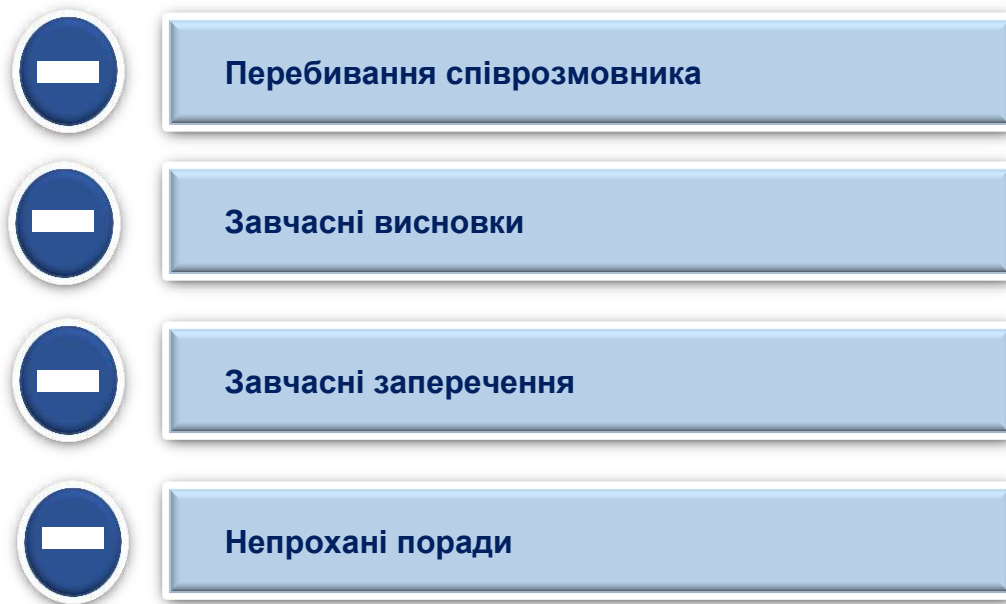 Перебивання співрозмовника
Завчасні висновки
Завчасні заперечення
Непрохані поради